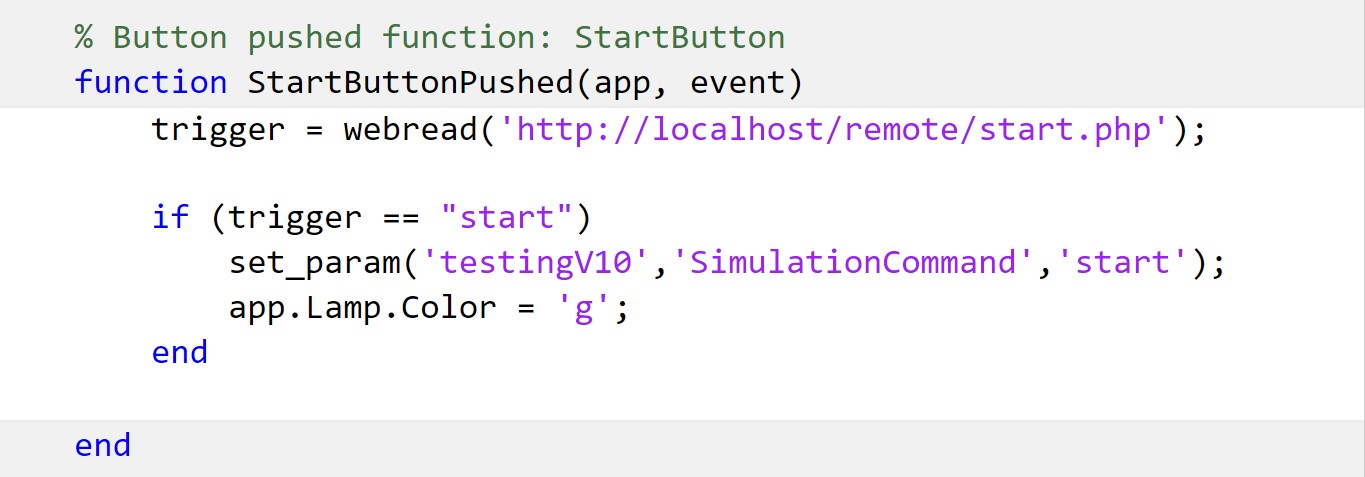 % Button pushed function: StartButton
function StartButtonPushed(app, event)
trigger = webread('http://localhost/remote/start.php');
if (trigger == "start")
set_param('testingV10','SimulationCommand','start');
app.Lamp.Color = 'g';
end
end